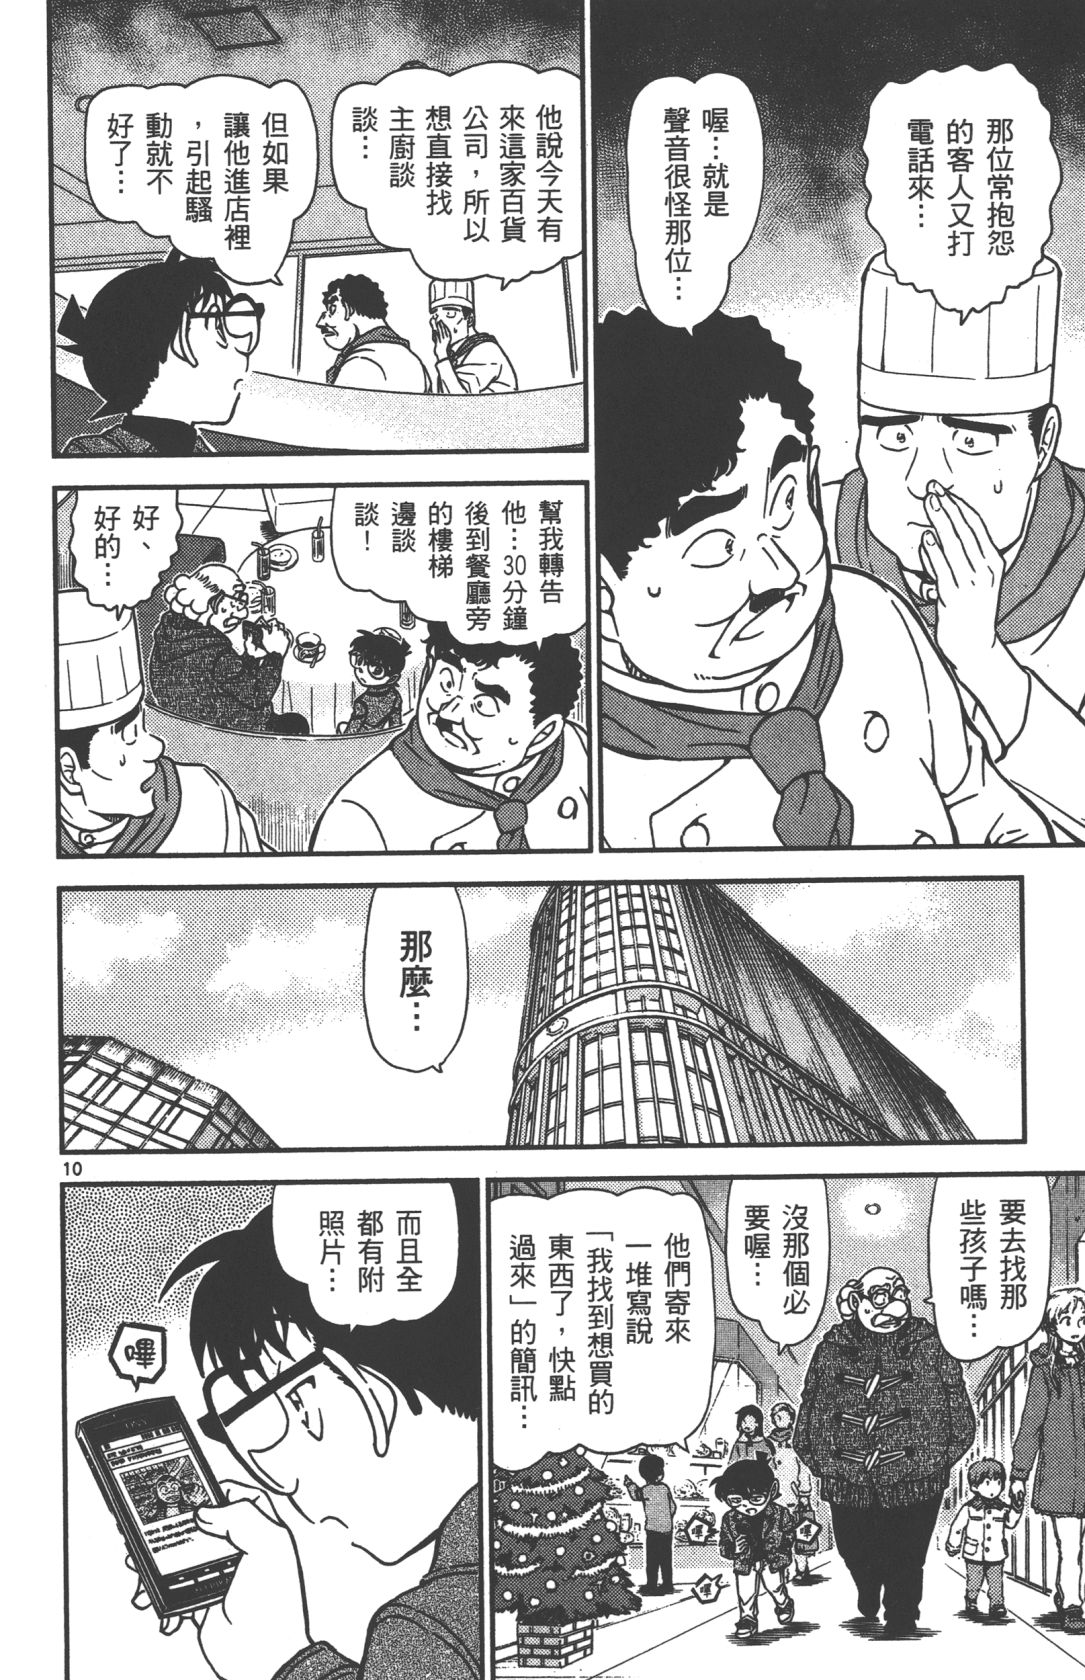 那位常抱怨
的客人又打
電話來…
喔…就是
聲音很怪那位…
他說今天有
來這家百貨
公司，所以
想直接找
主廚談
談…
但如果
讓他進店裡
，引起騷
動就不
好了…
幫我轉告
他…30分鐘
後到餐廳旁
的樓梯
邊談
談！
好、
好的…
那麼…
10
要去找那
些孩子嗎…
沒那個必
要喔…
他們寄來
一堆寫說
「我找到想買的
東西了，快點
過來」的簡訊…
嗶
嗶
嗶
而且全
都有附
照片…
嗶